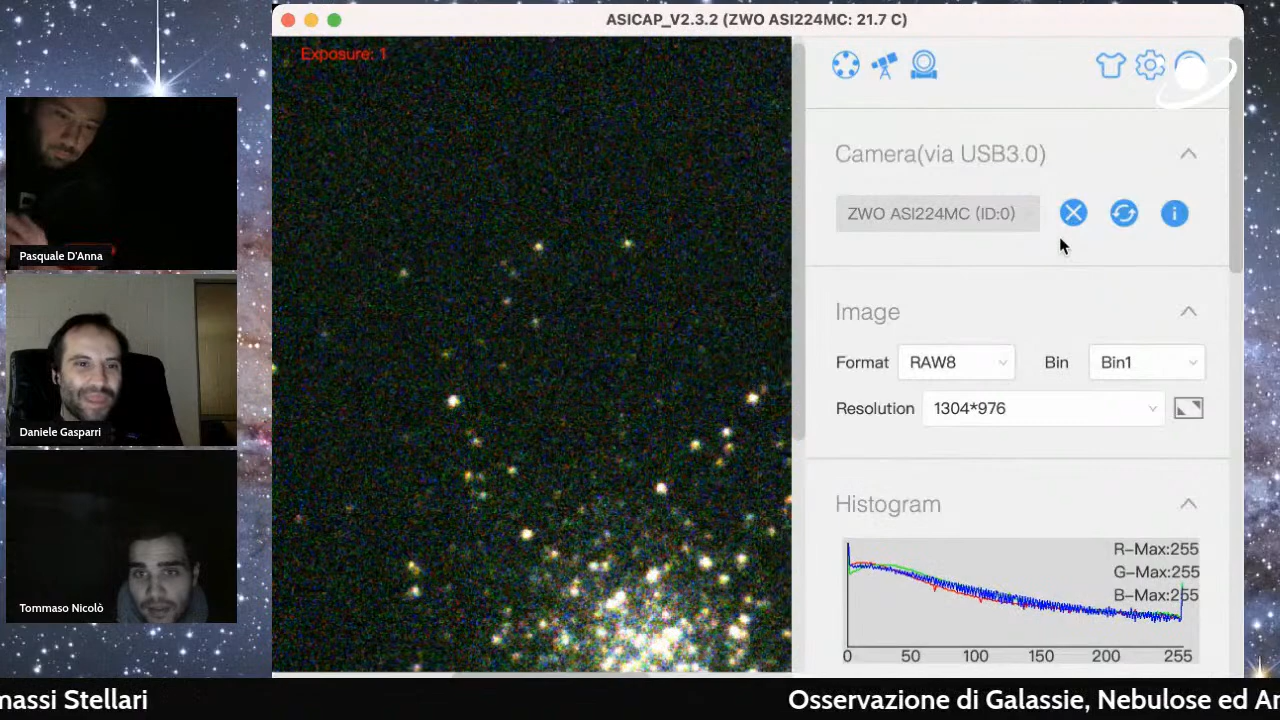 ASICAP_V2.3.2 (ZWO ASI224MC: 21.7 C)
Exposure: 1
Camera(via USB3.0)
ZWO ASI224MC (ID:0)
Image
Format RAW8 Bin Bin1
Resolution 1304*976
Histogram
R-Max:255
G-Max:255
B-Max:255
0 50 100 150 200 255
Pasquale D'Anna
Daniele Gasparri
Tommaso Nicolò
massi Stellari
Osservazione di Galassie, Nebulose ed A